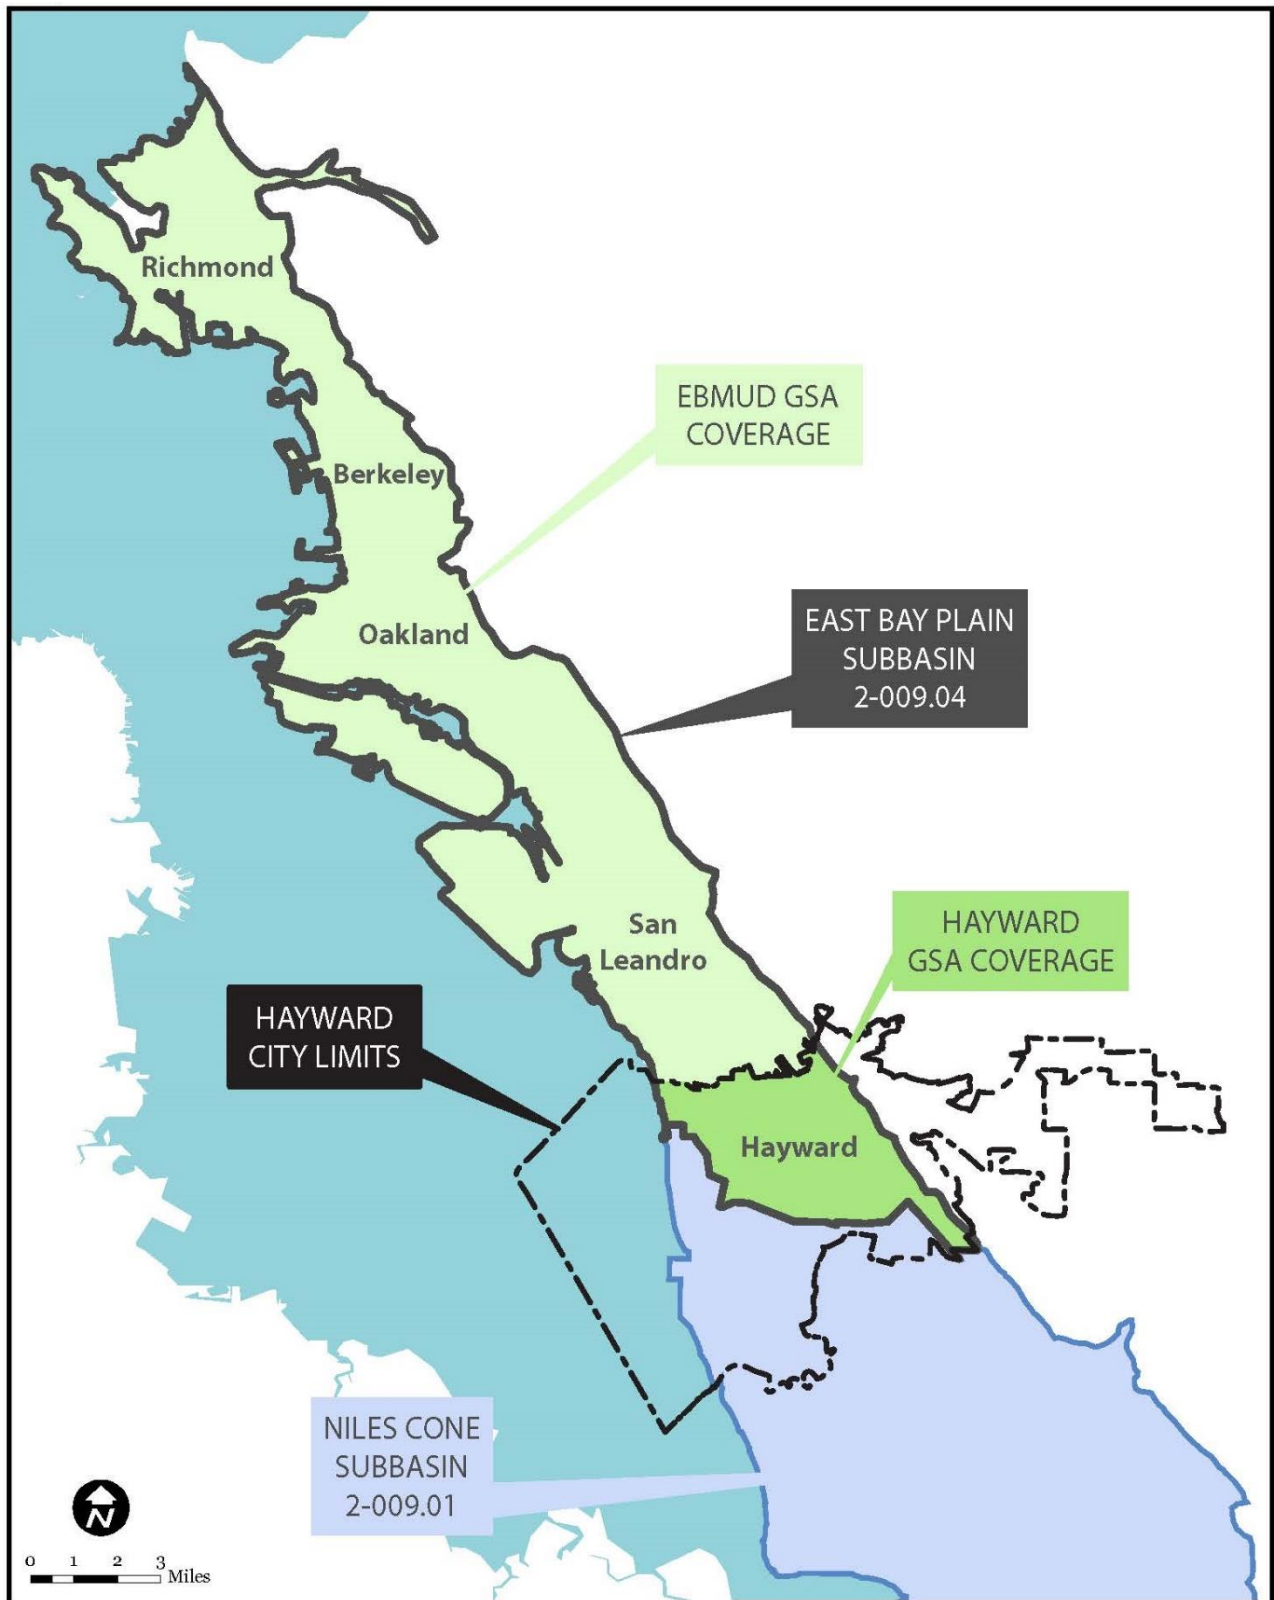 Richmond
EBMUD GSA
COVERAGE
Berkeley
EAST BAY PLAIN
SUBBASIN
2-009.04
Oakland
HAYWARD
GSA COVERAGE
San
Leandro
HAYWARD
CITY LIMITS
Hayward
NILES CONE
SUBBASIN
2-009.01
N
0 1 2 3
Miles